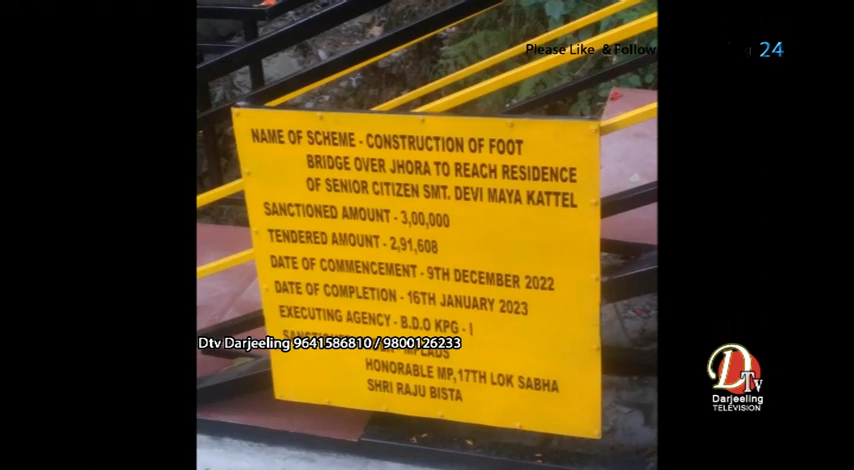 Please Like & Follow
24
NAME OF SCHEME - CONSTRUCTION OF FOOT
BRIDGE OVER JHORA TO REACH RESIDENCE
OF SENIOR CITIZEN SMT. DEVI MAYA KATTEL
SANCTIONED AMOUNT - 3,00,000
TENDERED AMOUNT - 2,91,608
DATE OF COMMENCEMENT - 9TH DECEMBER 2022
DATE OF COMPLETION - 16TH JANUARY 2023
EXECUTING AGENCY - B.D.O KPG - I
MPLADS
Dtv Darjeeling 9641586810 / 9800126233
HONORABLE MP,17TH LOK SABHA
SHRI RAJU BISTA
DTV
Darjeeling
TELEVISION